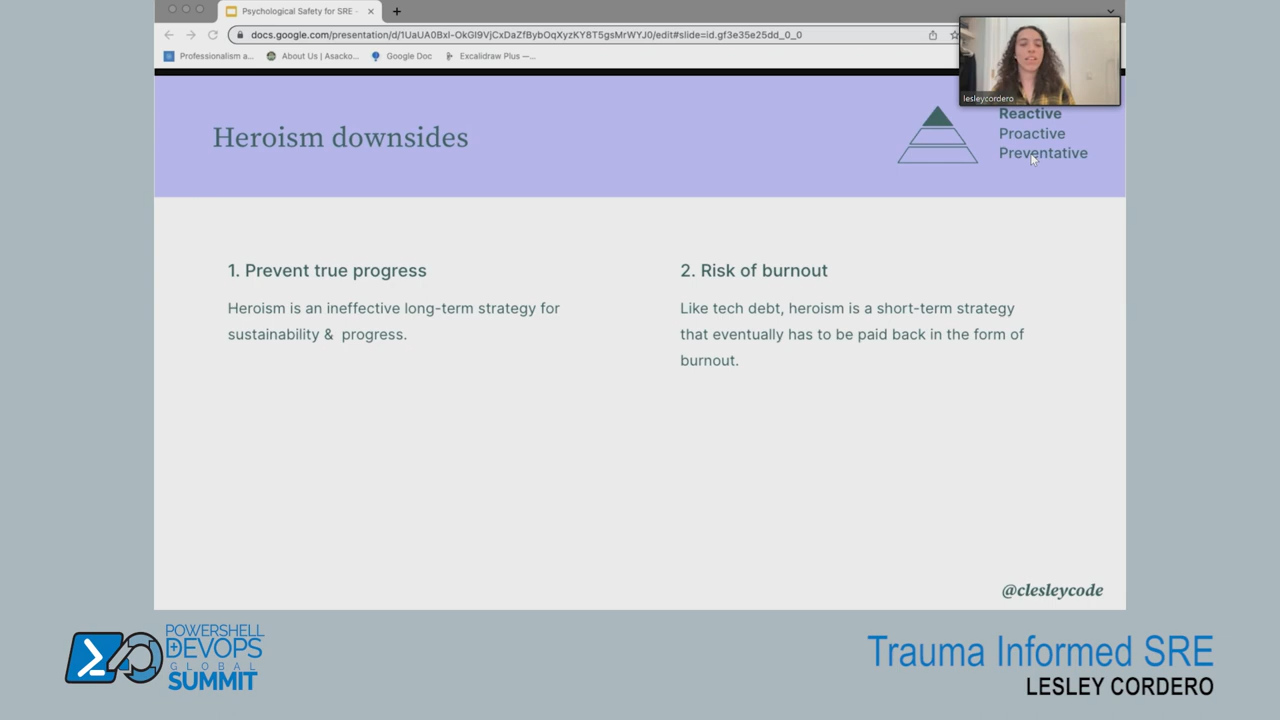 Psychological Safety for SRE -
docs.google.com/presentation/d/1UaUA0BxI-OkGI9VjCxDaZfBybOqXyzKY8T5gsMrWYJ0/edit#slide=id.gf3e35e25dd_0_0
Professionalism a...
About Us | Asacko...
Google Doc
Excalidraw Plus —...
lesleycordero
Heroism downsides
Reactive
Proactive
Preventative
1. Prevent true progress
Heroism is an ineffective long-term strategy for
sustainability & progress.
2. Risk of burnout
Like tech debt, heroism is a short-term strategy
that eventually has to be paid back in the form of
burnout.
@clesleycode
POWERSHELL
DEVOPS
GLOBAL
SUMMIT
Trauma Informed SRE
LESLEY CORDERO